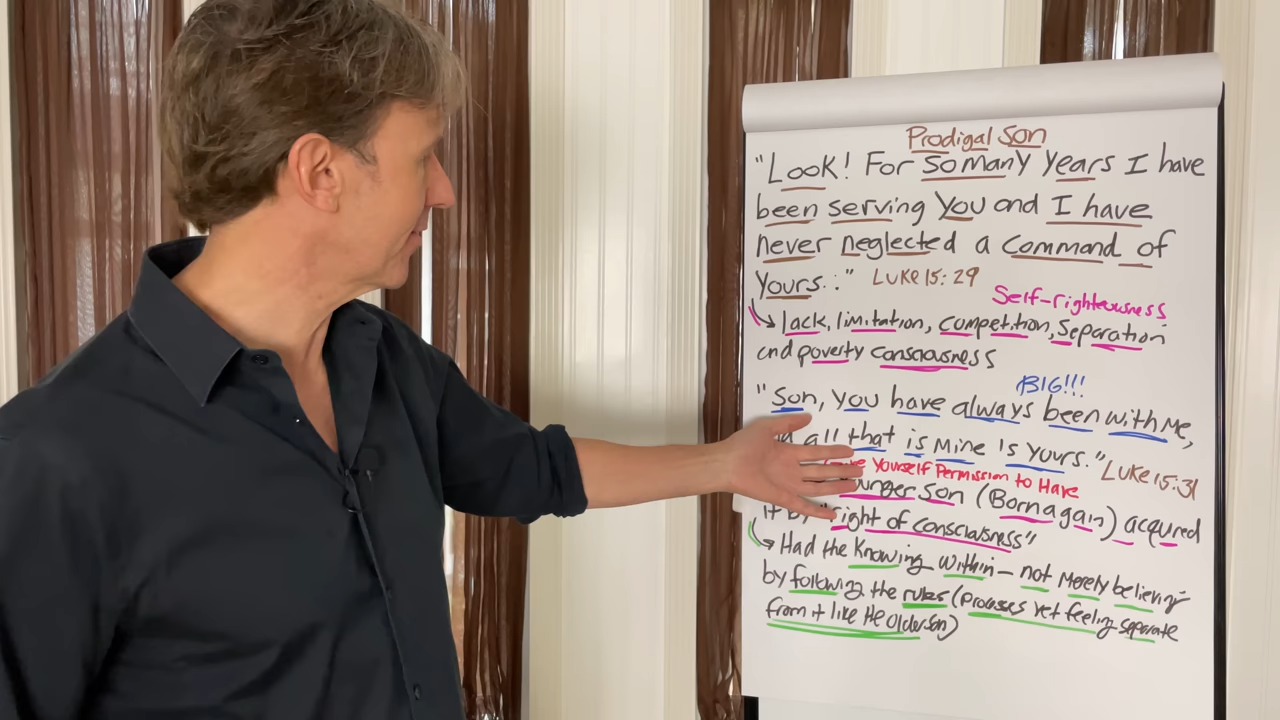 Prodigal Son
"Look! For so many years I have
been serving You and I have
never neglected a command of
Yours..." Luke 15:29
Self-righteousness
lack, limitation, competition, Separation
and poverty consciousness
BIG!!!
"Son, you have always been with Me,
all that is Mine is Yours." Luke 15:31
Yourself Permission to Have
Son (Born again) acquired
it by "right of consciousness"
Had the Knowing within - not merely believing
by following the rules (processes yet feeling separate
from it like the older son)